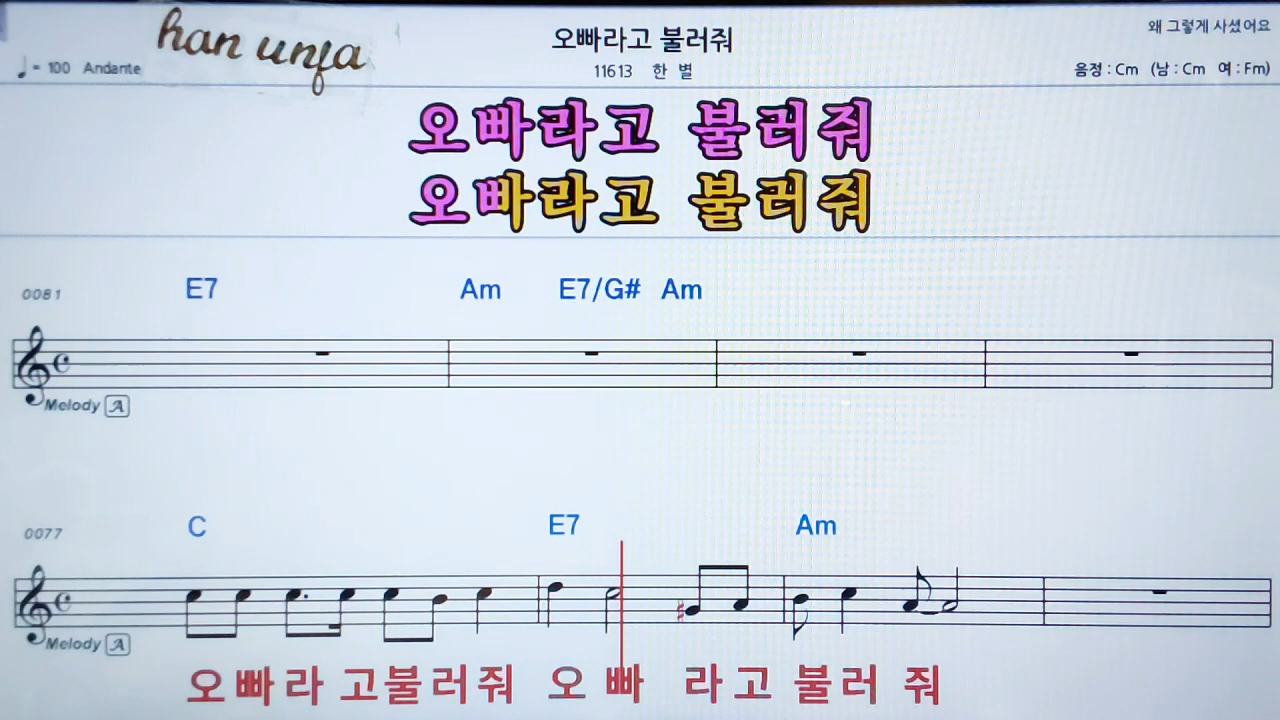 han unfa
오빠라고 불러줘
왜 그렇게 사셨어요
♩= 100 Andante
11613 한 별
음정 : Cm (남 : Cm 여 : Fm)
오빠라고 불러줘
오빠라고 불러줘
0081 E7 Am E7/G# Am
Melody A
0077 C E7 Am
Melody A
오빠라 고불러줘 오 빠 라고 불러 줘